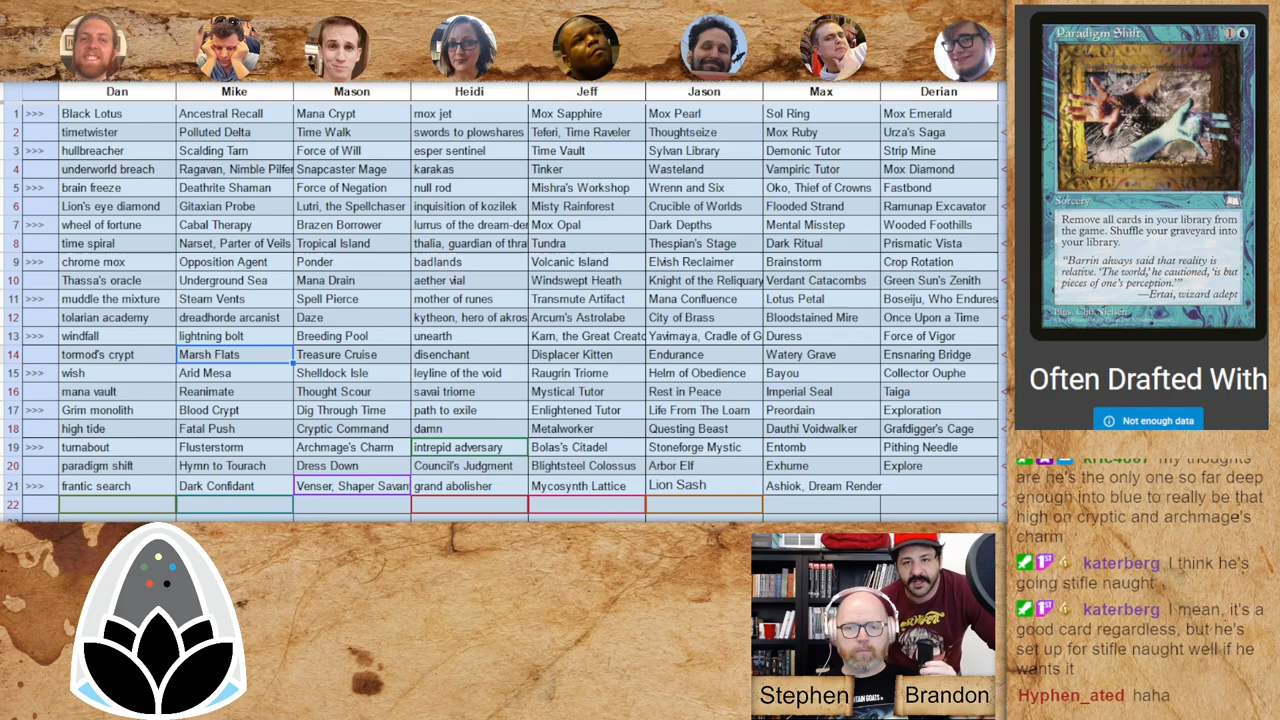 Dan Mike Mason Heidi Jeff Jason Max Derian
1 >>> Black Lotus Ancestral Recall Mana Crypt mox jet Mox Sapphire Mox Pearl Sol Ring Mox Emerald
2 timetwister Polluted Delta Time Walk swords to plowshares Teferi, Time Raveler Thoughtseize Mox Ruby Urza's Saga
3 >>> hullbreacher Scalding Tarn Force of Will esper sentinel Time Vault Sylvan Library Demonic Tutor Strip Mine
4 underworld breach Ragavan, Nimble Pilfer Snapcaster Mage karakas Tinker Wasteland Vampiric Tutor Mox Diamond
5 >>> brain freeze Deathrite Shaman Force of Negation null rod Mishra's Workshop Wrenn and Six Oko, Thief of Crowns Fastbond
6 Lion's eye diamond Gitaxian Probe Lutri, the Spellchaser inquisition of kozilek Misty Rainforest Crucible of Worlds Flooded Strand Ramunap Excavator
7 >>> wheel of fortune Cabal Therapy Brazen Borrower lurrus of the dream-der Mox Opal Dark Depths Mental Misstep Wooded Foothills
8 time spiral Narset, Parter of Veils Tropical Island thalia, guardian of thra Tundra Thespian's Stage Dark Ritual Prismatic Vista
9 >>> chrome mox Opposition Agent Ponder badlands Volcanic Island Elvish Reclaimer Brainstorm Crop Rotation
10 Thassa's oracle Underground Sea Mana Drain aether vial Windswept Heath Knight of the Reliquary Verdant Catacombs Green Sun's Zenith
11 >>> muddle the mixture Steam Vents Spell Pierce mother of runes Transmute Artifact Mana Confluence Lotus Petal Boseiju, Who Endures
12 tolarian academy dreadhorde arcanist Daze kytheon, hero of akros Arcum's Astrolabe City of Brass Bloodstained Mire Once Upon a Time
13 >>> windfall lightning bolt Breeding Pool unearth Karn, the Great Creatc Yavimaya, Cradle of G Duress Force of Vigor
14 tormod's crypt Marsh Flats Treasure Cruise disenchant Displacer Kitten Endurance Watery Grave Ensnaring Bridge
15 >>> wish Arid Mesa Shelldock Isle leyline of the void Raugrin Triome Helm of Obedience Bayou Collector Ouphe
16 mana vault Reanimate Thought Scour savai triome Mystical Tutor Rest in Peace Imperial Seal Taiga
17 >>> Grim monolith Blood Crypt Dig Through Time path to exile Enlightened Tutor Life From The Loam Preordain Exploration
18 high tide Fatal Push Cryptic Command damn Metalworker Questing Beast Dauthi Voidwalker Grafdigger's Cage
19 >>> turnabout Flusterstorm Archmage's Charm intrepid adversary Bolas's Citadel Stoneforge Mystic Entomb Pithing Needle
20 paradigm shift Hymn to Tourach Dress Down Council's Judgment Blightsteel Colossus Arbor Elf Exhume Explore
21 >>> frantic search Dark Confidant Venser, Shaper Savant grand abolisher Mycosynth Lattice Lion Sash Ashiok, Dream Render
22
Paradigm Shift 1
Sorcery
Remove all cards in your library from
the game. Shuffle your graveyard into
your library.
"Barrin always said that reality is
relative. 'The world,' he cautioned, 'is but
pieces of one's perception.'"
—Ertai, wizard adept
Illus. Cliff Nielsen
Often Drafted With
Not enough data
my thoughts
are he's the only one so far deep
enough into blue to really be that
high on cryptic and archmage's
charm
katerberg I think he's
going stifle naught
katerberg I mean, it's a
good card regardless, but he's
set up for stifle naught well if he
wants it
Hyphen_ated haha
Stephen Brandon